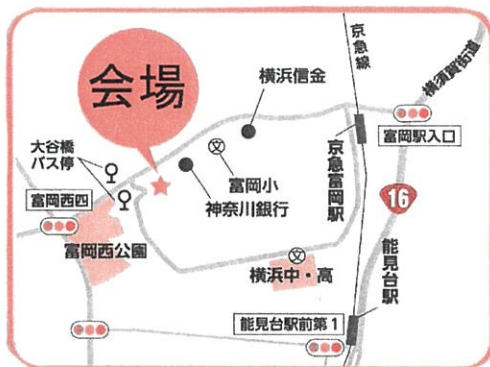 会場
横浜信金
京急線
横須賀街道
大谷橋
バス停
富岡小
神奈川銀行
京急富岡駅
富岡駅入口
富岡西四
富岡西公園
16
能見台駅
文
文
横浜中・高
能見台駅前第1